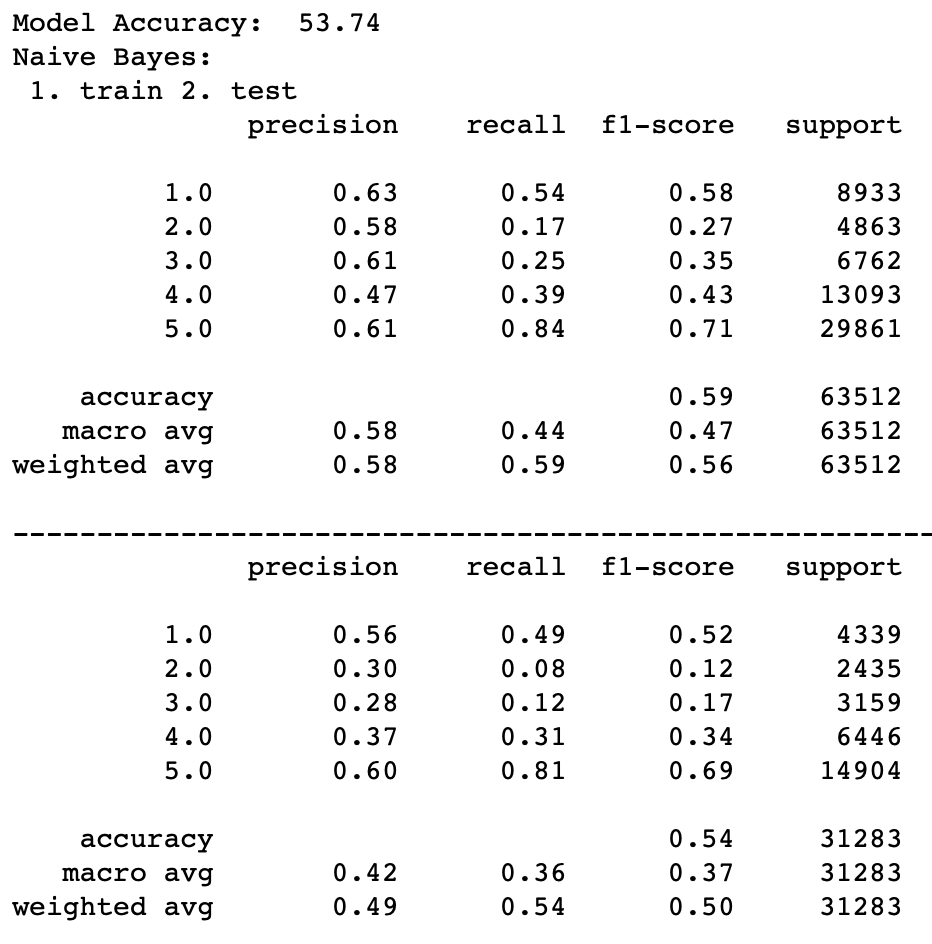 Model Accuracy:  53.74
Naive Bayes:
 1. train 2. test
              precision    recall  f1-score   support

         1.0       0.63      0.54      0.58      8933
         2.0       0.58      0.17      0.27      4863
         3.0       0.61      0.25      0.35      6762
         4.0       0.47      0.39      0.43     13093
         5.0       0.61      0.84      0.71     29861

    accuracy                           0.59     63512
   macro avg       0.58      0.44      0.47     63512
weighted avg       0.58      0.59      0.56     63512

-------------------------------------------------------
              precision    recall  f1-score   support

         1.0       0.56      0.49      0.52      4339
         2.0       0.30      0.08      0.12      2435
         3.0       0.28      0.12      0.17      3159
         4.0       0.37      0.31      0.34      6446
         5.0       0.60      0.81      0.69     14904

    accuracy                           0.54     31283
   macro avg       0.42      0.36      0.37     31283
weighted avg       0.49      0.54      0.50     31283